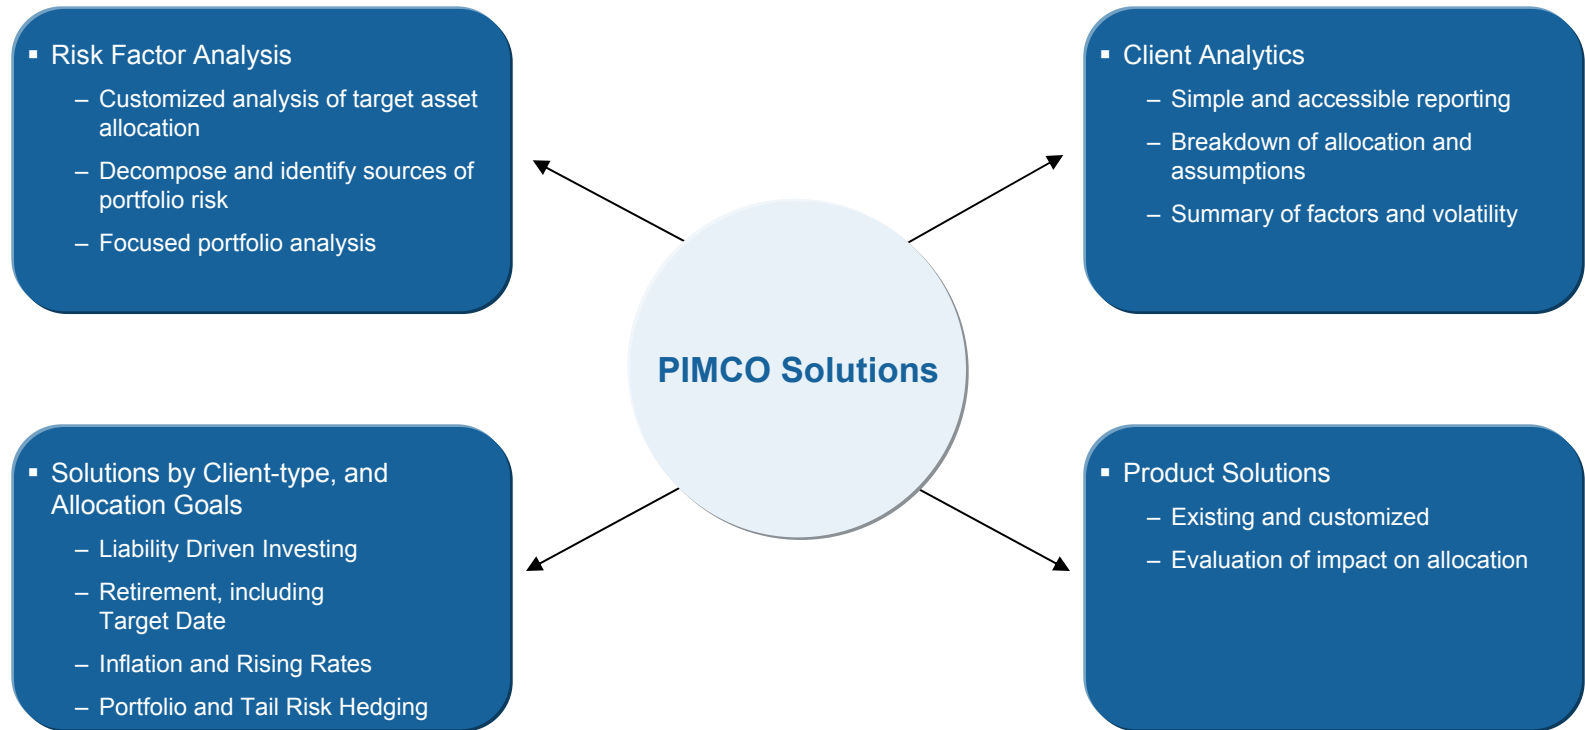 ▪ Risk Factor Analysis
– Customized analysis of target asset
allocation
– Decompose and identify sources of
portfolio risk
– Focused portfolio analysis
▪ Client Analytics
– Simple and accessible reporting
– Breakdown of allocation and
assumptions
– Summary of factors and volatility
PIMCO Solutions
▪ Solutions by Client-type, and
Allocation Goals
– Liability Driven Investing
– Retirement, including
Target Date
– Inflation and Rising Rates
– Portfolio and Tail Risk Hedging
▪ Product Solutions
– Existing and customized
– Evaluation of impact on allocation